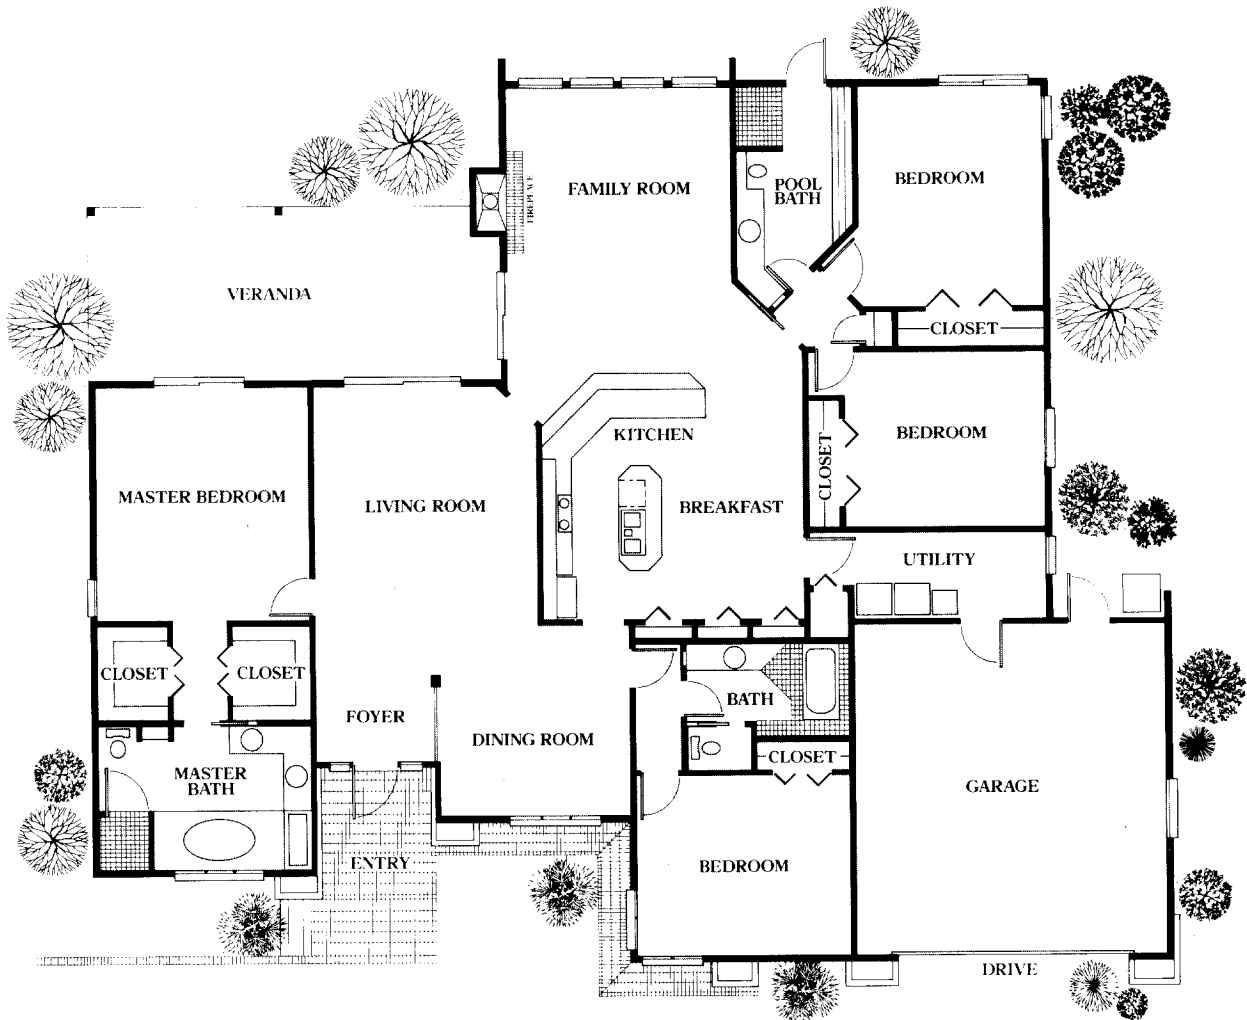 FAMILY ROOM
FIREPLACE
POOL
BATH
BEDROOM
VERANDA
CLOSET
KITCHEN
BEDROOM
CLOSET
MASTER BEDROOM
LIVING ROOM
BREAKFAST
UTILITY
CLOSET
CLOSET
BATH
FOYER
DINING ROOM
CLOSET
MASTER
BATH
GARAGE
ENTRY
BEDROOM
DRIVE